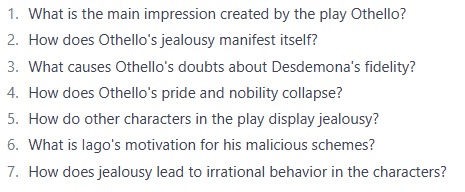 1. What is the main impression created by the play Othello?
2. How does Othello's jealousy manifest itself?
3. What causes Othello's doubts about Desdemona's fidelity?
4. How does Othello's pride and nobility collapse?
5. How do other characters in the play display jealousy?
6. What is Iago's motivation for his malicious schemes?
7. How does jealousy lead to irrational behavior in the characters?